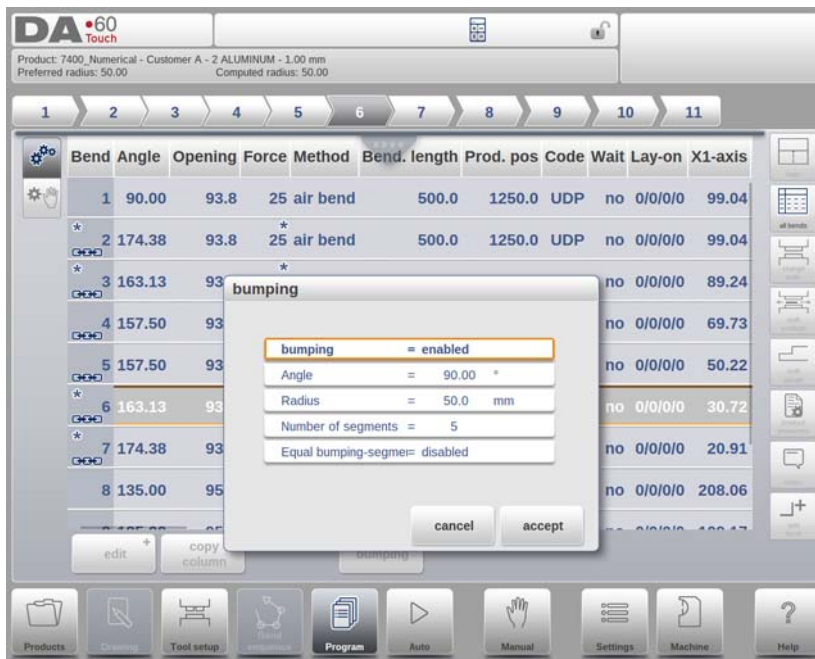 DA •60 Touch
Product: 7400_Numerical - Customer A - 2 ALUMINUM - 1.00 mm
Preferred radius: 50.00 Computed radius: 50.00
1 2 3 4 5 6 7 8 9 10 11
Bend Angle Opening Force Method Bend. length Prod. pos Code Wait Lay-on X1-axis
1 90.00 93.8 25 air bend 500.0 1250.0 UDP no 0/0/0/0 99.04
all bends
* 2 174.38 93.8 * 25 air bend 500.0 1250.0 UDP no 0/0/0/0 99.04
* 3 163.13 93 * no 0/0/0/0 89.24
4 157.50 93 no 0/0/0/0 69.73
5 157.50 93 no 0/0/0/0 50.22
* 6 163.13 93 no 0/0/0/0 30.72
* 7 174.38 93 no 0/0/0/0 20.91
8 135.00 95 no 0/0/0/0 208.06
bumping
bumping = enabled
Angle = 90.00 °
Radius = 50.0 mm
Number of segments = 5
Equal bumping-segme= disabled
cancel accept
edit + copy column bumping
Products Drawing Tool setup Bend sequence Program Auto Manual Settings Machine Help